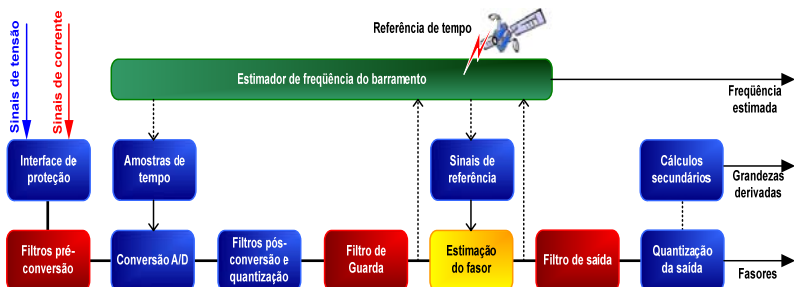 Sinais de tensão
Sinais de corrente
Referência de tempo
Estimador de freqüência do barramento
Freqüência
estimada
Interface de
proteção
Amostras de
tempo
Sinais de
referência
Cálculos
secundários
Grandezas
derivadas
Filtros pré-
conversão
Conversão A/D
Filtros pós-
conversão e
quantização
Filtro de
Guarda
Estimação
do fasor
Filtro de saída
Quantização
da saída
Fasores